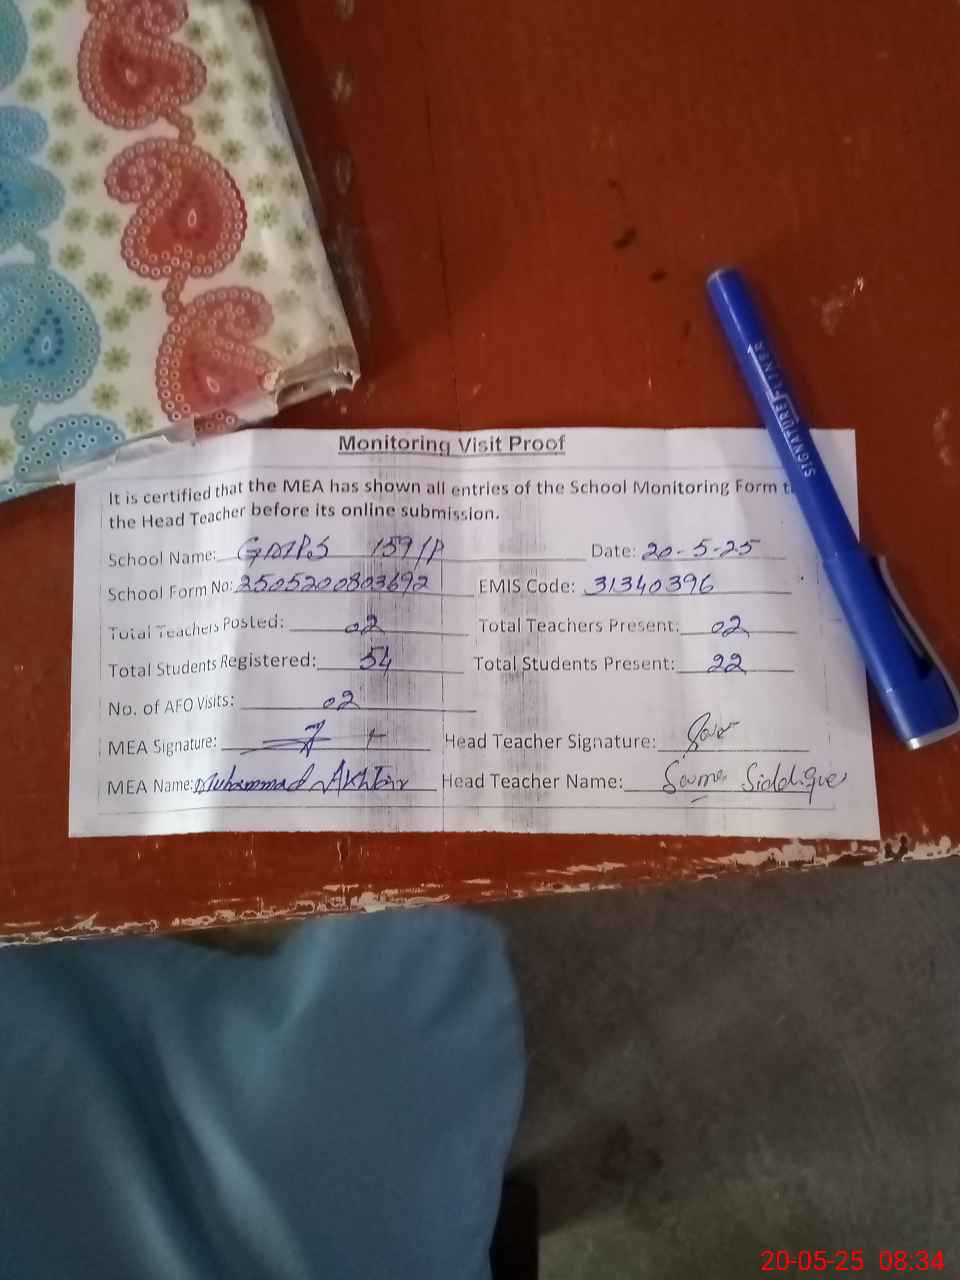 Monitoring Visit Proof
It is certified that the MEA has shown all entries of the School Monitoring Form t
the Head Teacher before its online submission.
School Name: 159/P Date: 20-5-25
School Form No: 2505200803692 EMIS Code: 31340396
Total Teachers Posted: 02 Total Teachers Present: 02
Total Students Registered: 54 Total Students Present: 22
No. of AFO Visits: 02
MEA Signature: Head Teacher Signature:
MEA Name: Muhammad Akhtar Head Teacher Name: Siddique
SIGNATURE FLINER
20-05-25 08:34